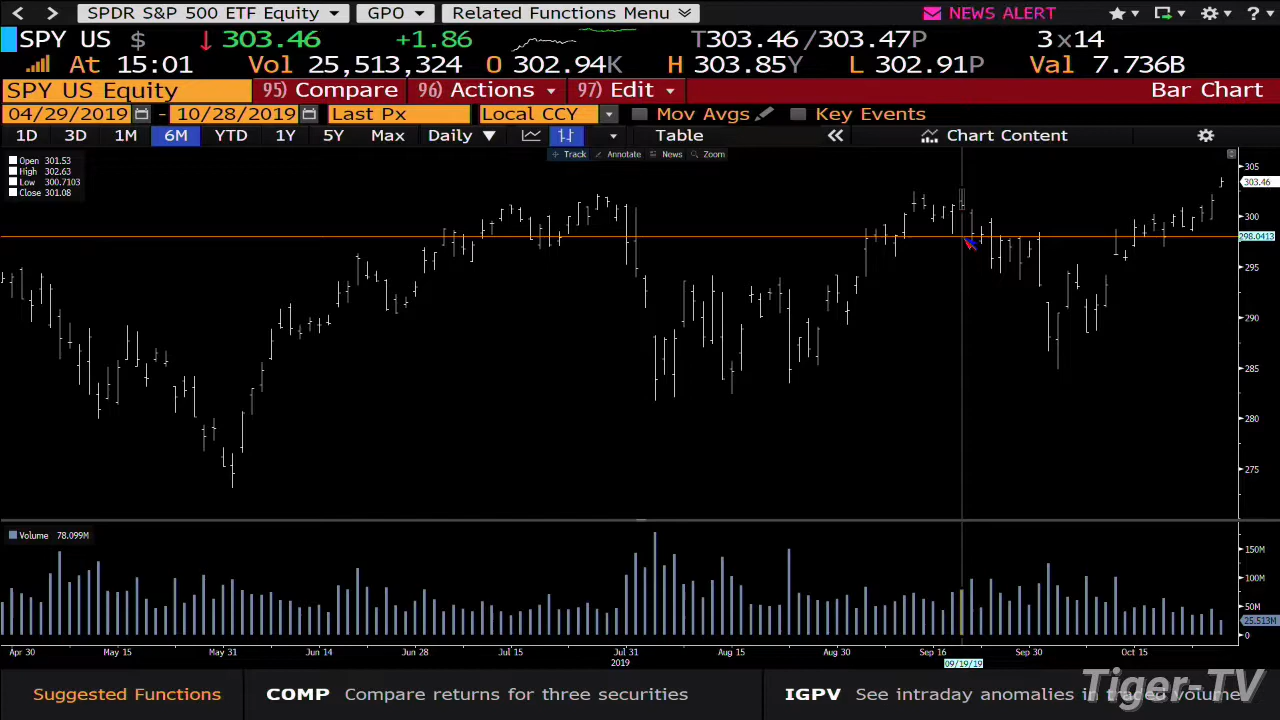 SPDR S&P 500 ETF Equity GPO Related Functions Menu NEWS ALERT ?
SPY US $ ↓ 303.46 +1.86 T303.46/303.47P 3x14
At 15:01 Vol 25,513,324 O 302.94K H 303.85Y L 302.91P Val 7.736B
SPY US Equity 95) Compare 96) Actions 97) Edit Bar Chart
04/29/2019 - 10/28/2019 Last Px Local CCY Mov Avgs Key Events
1D 3D 1M 6M YTD 1Y 5Y Max Daily ▼ Table « Chart Content
Track Annotate News Zoom
Open 301.53
High 302.63
Low 300.7103
Close 301.08
305
303.46
300
298.0413
295
290
285
280
275
Volume 78.099M
150M
100M
50M
25.513M
0
Apr 30 May 15 May 31 Jun 14 Jun 28 Jul 15 Jul 31 Aug 15 Aug 30 Sep 16 Sep 30 Oct 15
2019 09/19/19
Suggested Functions COMP Compare returns for three securities IGPV See intraday anomalies in traded volume
Tiger-TV